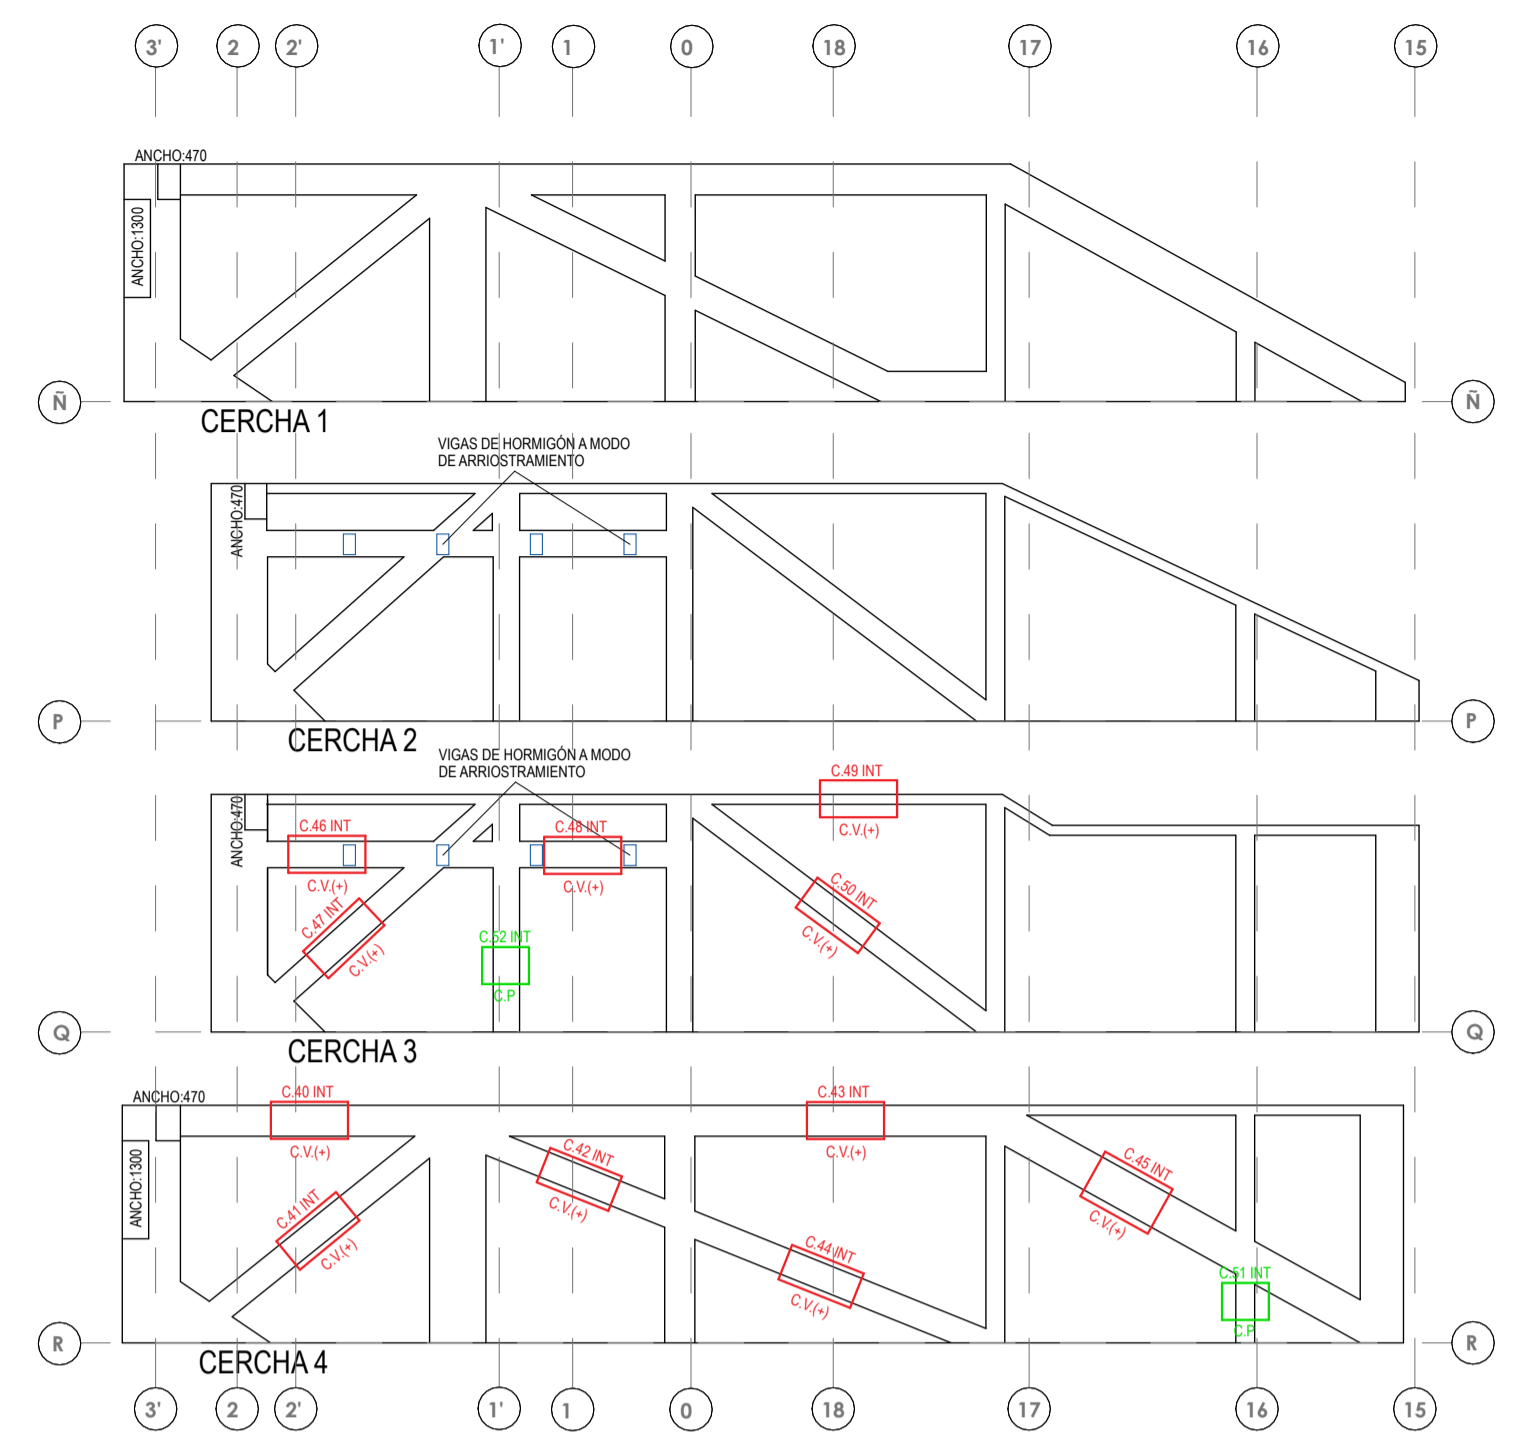 3'
2
2'
1'
1
0
18
17
16
15
ANCHO:470
ANCHO:1300
Ñ
Ñ
CERCHA 1
VIGAS DE HORMIGÓN A MODO
DE ARRIOSTRAMIENTO
ANCHO:470
P
P
CERCHA 2
VIGAS DE HORMIGÓN A MODO
DE ARRIOSTRAMIENTO
C.49 INT
C.V.(+)
ANCHO:470
C.46 INT
C.V.(+)
C.48 INT
C.V.(+)
C.47 INT
C.V.(+)
C.50 INT
C.V.(+)
C.52 INT
C.P
Q
Q
CERCHA 3
ANCHO:470
C.40 INT
C.V.(+)
C.43 INT
C.V.(+)
ANCHO:1300
C.42 INT
C.V.(+)
C.45 INT
C.V.(+)
C.41 INT
C.V.(+)
C.44 INT
C.V.(+)
C.51 INT
C.P
R
R
CERCHA 4
3'
2
2'
1'
1
0
18
17
16
15